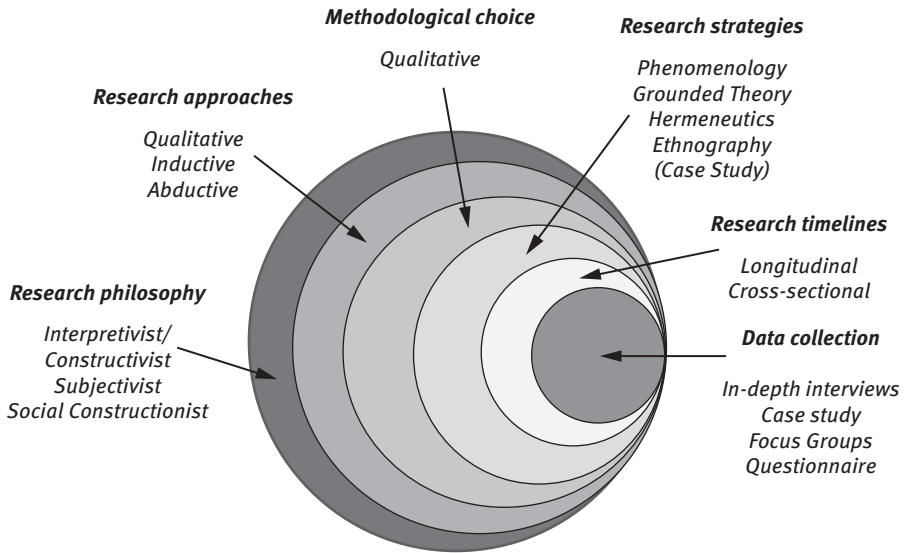 Methodological choice
Qualitative
Research strategies
Phenomenology
Grounded Theory
Hermeneutics
Ethnography
(Case Study)
Research approaches
Qualitative
Inductive
Abductive
Research timelines
Longitudinal
Cross-sectional
Research philosophy
Interpretivist/
Constructivist
Subjectivist
Social Constructionist
Data collection
In-depth interviews
Case study
Focus Groups
Questionnaire